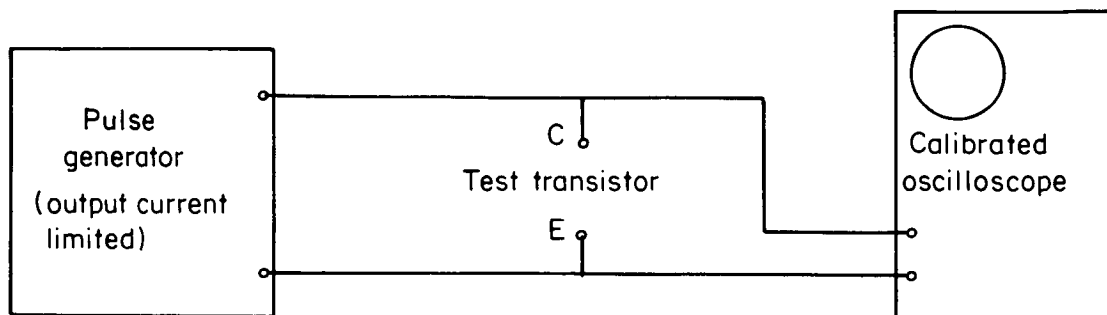 Pulse
generator
(output current
limited)
C
Test transistor
E
Calibrated
oscilloscope